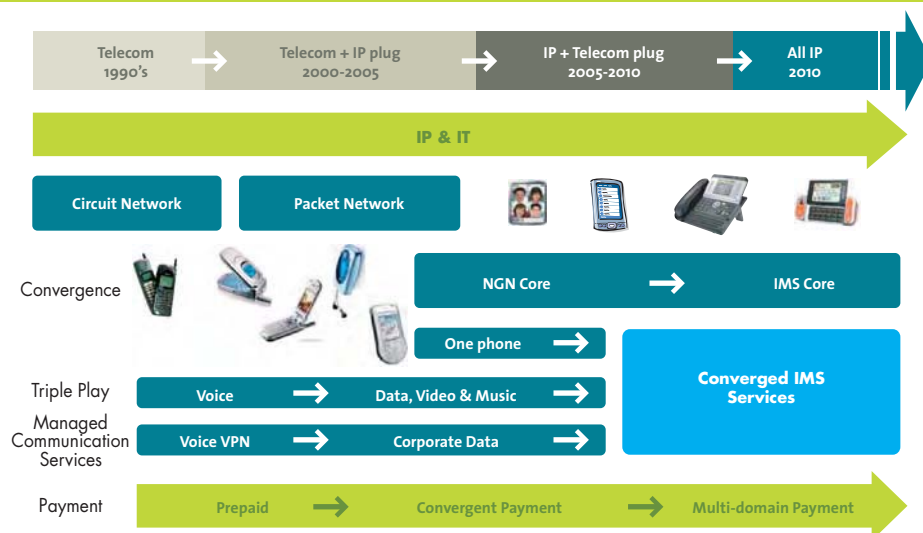 Telecom
1990's
Telecom + IP plug
2000-2005
IP + Telecom plug
2005-2010
All IP
2010
IP & IT
Circuit Network
Packet Network
Convergence
NGN Core
IMS Core
One phone
Converged IMS
Services
Triple Play
Voice
Data, Video & Music
Managed
Communication
Services
Voice VPN
Corporate Data
Payment
Prepaid
Convergent Payment
Multi-domain Payment